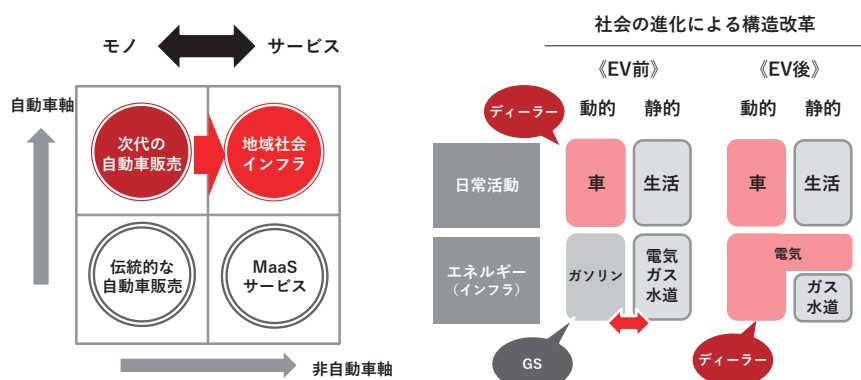 モノ
サービス
自動車軸
次代の
自動車販売
地域社会
インフラ
伝統的な
自動車販売
MaaS
サービス
非自動車軸
社会の進化による構造改革
《EV前》
《EV後》
ディーラー
動的
静的
動的
静的
日常活動
車
生活
車
生活
エネルギー
（インフラ）
ガソリン
電気
ガス
水道
電気
ガス
水道
GS
ディーラー